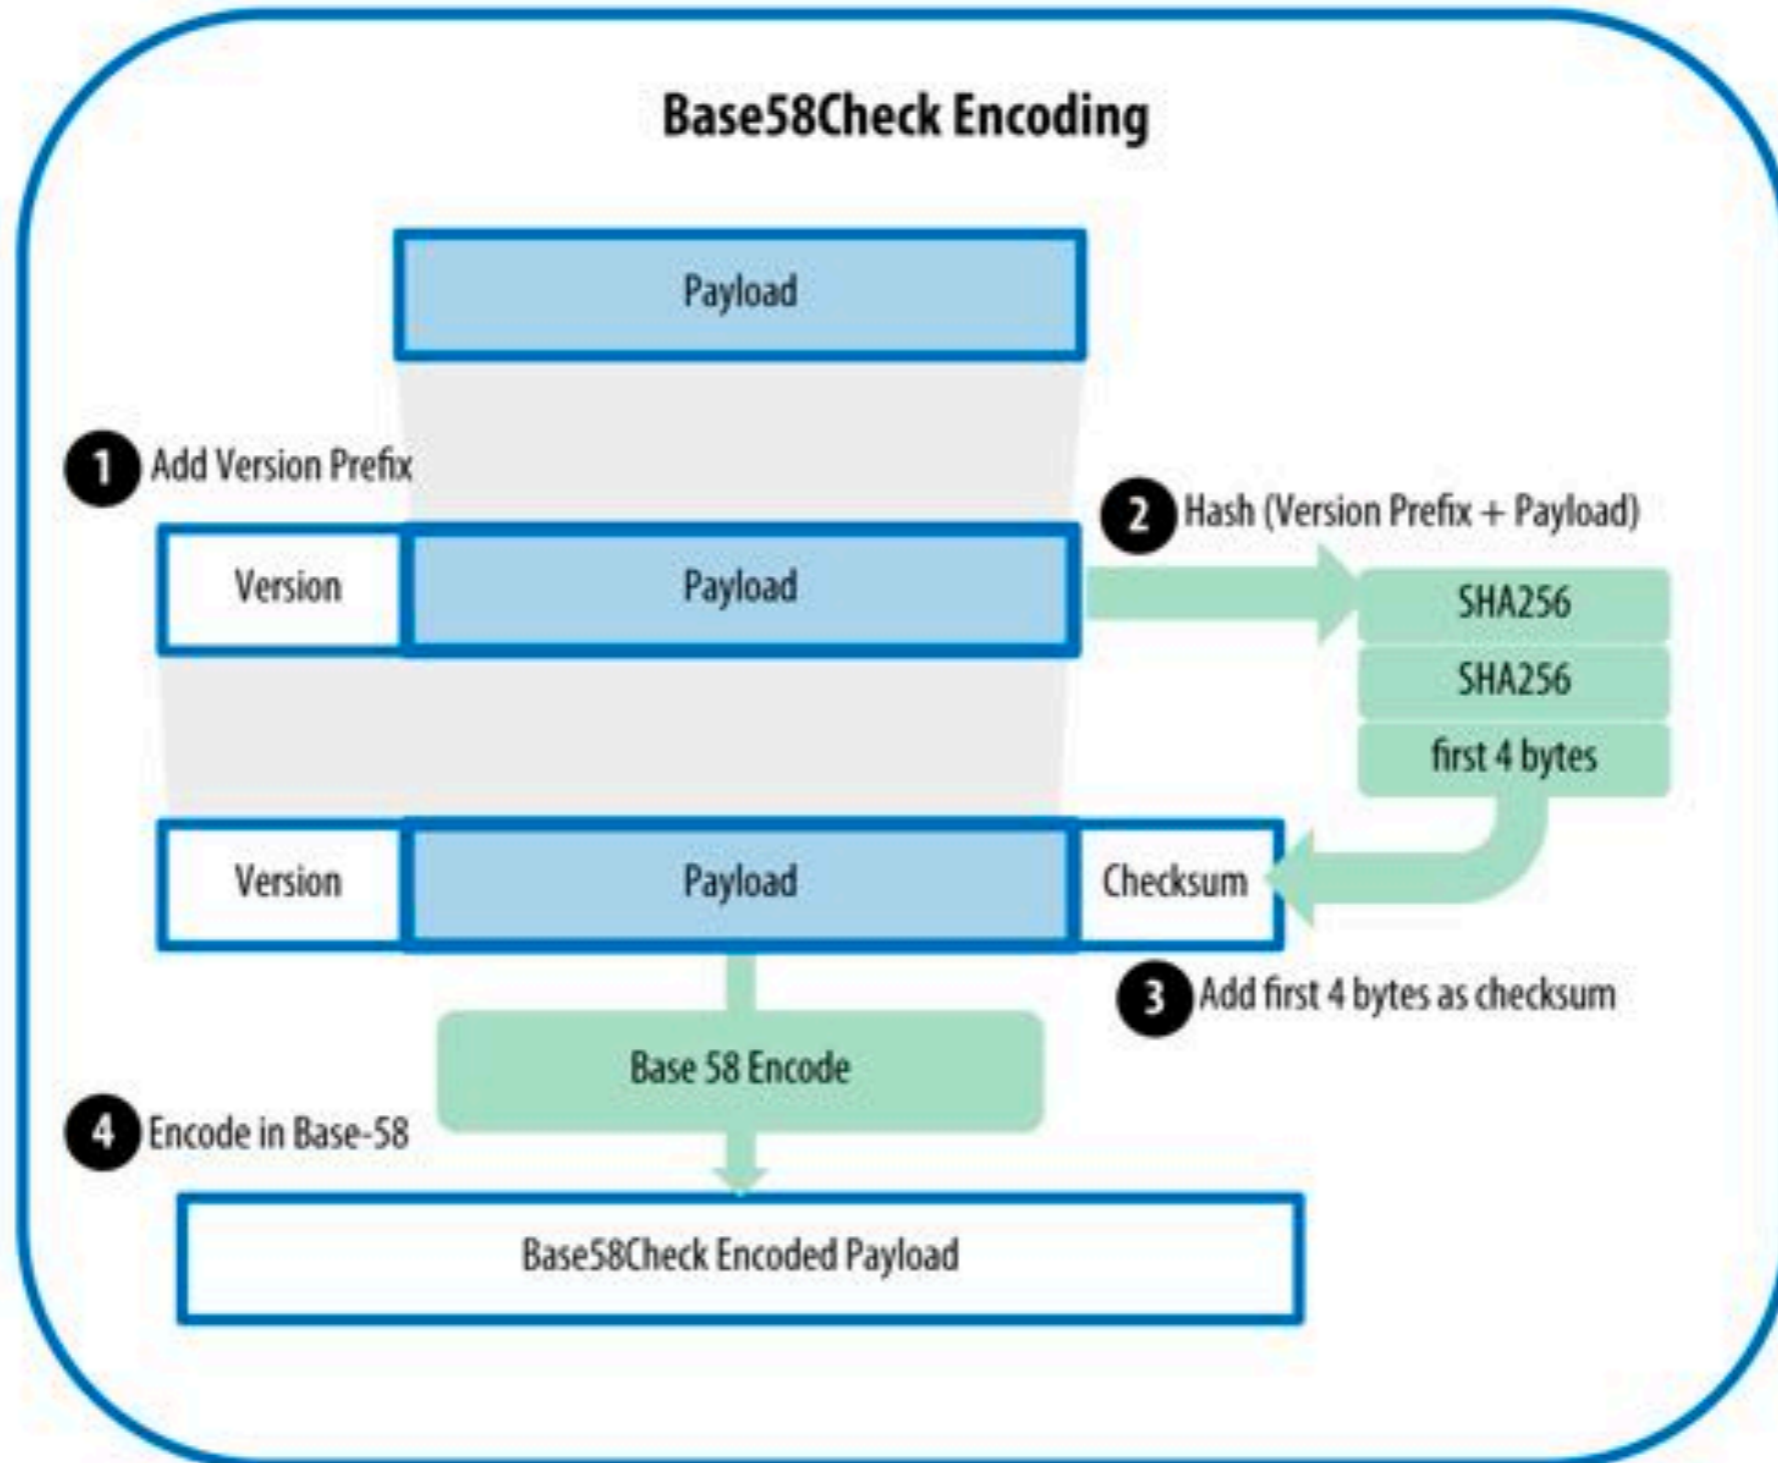 Base58Check Encoding
Payload
1 Add Version Prefix
2 Hash (Version Prefix + Payload)
Version Payload SHA256
SHA256
first 4 bytes
Version Payload Checksum
3 Add first 4 bytes as checksum
Base 58 Encode
4 Encode in Base-58
Base58Check Encoded Payload